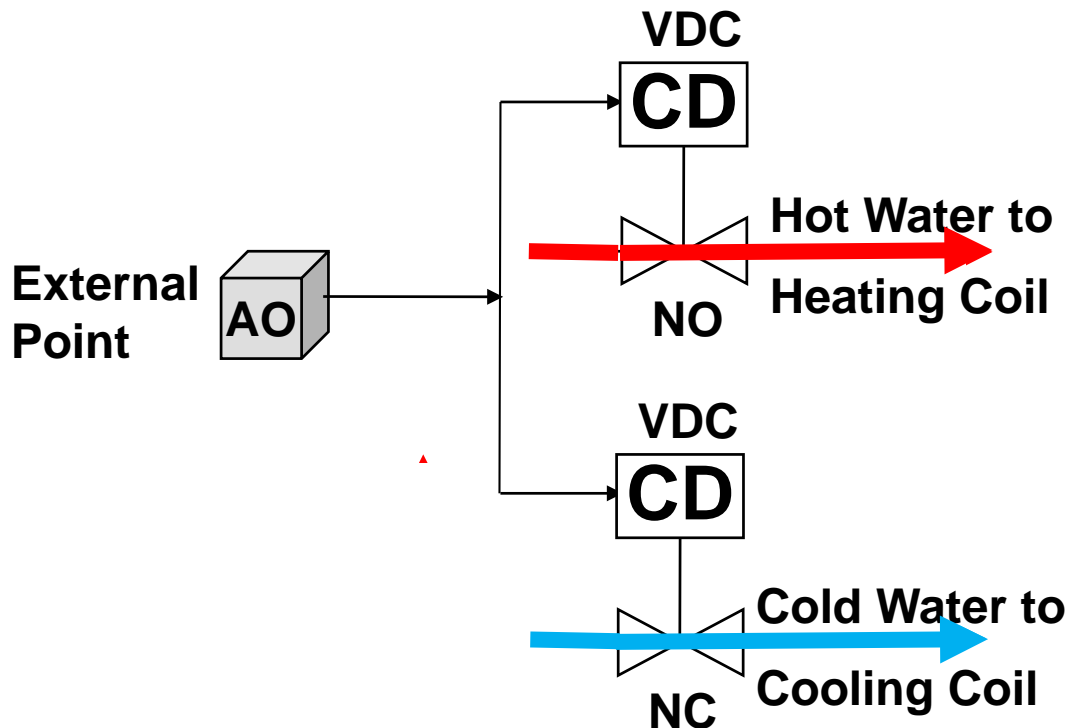 VDC
CD
Hot Water to
Heating Coil
NO
External
Point
AO
VDC
CD
Cold Water to
Cooling Coil
NC